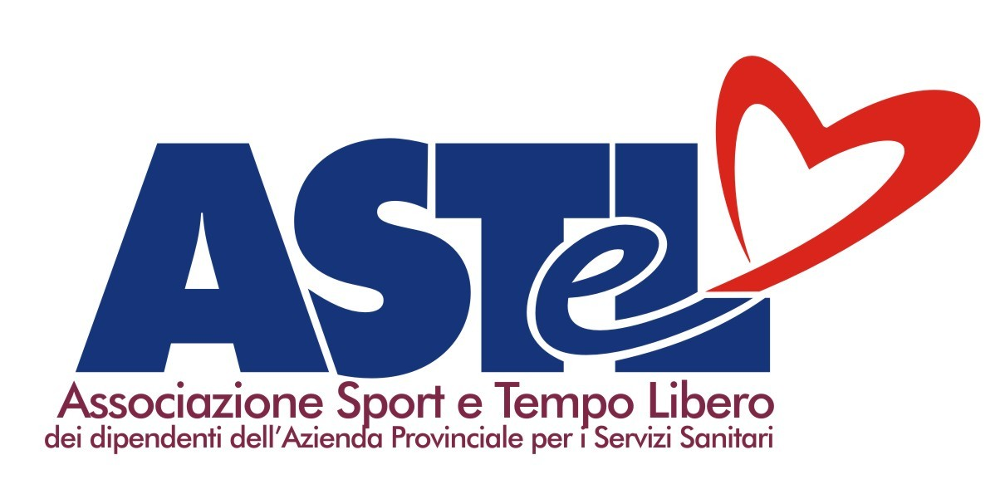 ASTeL
Associazione Sport e Tempo Libero
dei dipendenti dell'Azienda Provinciale per i Servizi Sanitari